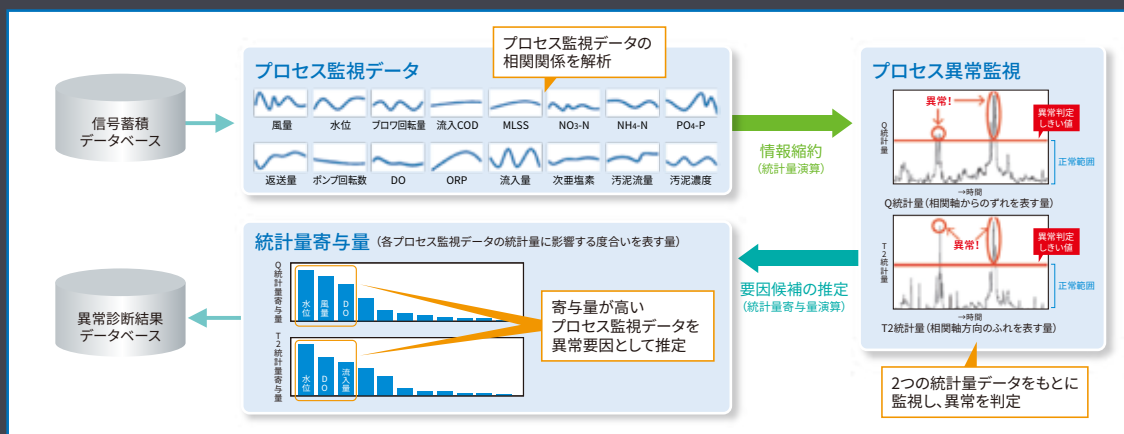 プロセス監視データの
相関関係を解析
プロセス監視データ
信号蓄積
データベース
風量
水位
ブロワ回転量
流入COD
MLSS
NO3-N
NH4-N
PO4-P
返送量
ポンプ回転数
DO
ORP
流入量
次亜塩素
汚泥流量
汚泥濃度
情報縮約
(統計量演算)
プロセス異常監視
Q統計量
異常!
異常判定
しきい値
正常範囲
→時間
Q統計量(相関軸からのずれを表す量)
T2統計量
異常!
異常判定
しきい値
正常範囲
→時間
T2統計量(相関軸方向のふれを表す量)
2つの統計量データをもとに
監視し、異常を判定
要因候補の推定
(統計量寄与量演算)
統計量寄与量(各プロセス監視データの統計量に影響する度合いを表す量)
Q統計量寄与量
水位
風量
DO
T2統計量寄与量
水位
DO
流入量
寄与量が高い
プロセス監視データを
異常要因として推定
異常診断結果
データベース